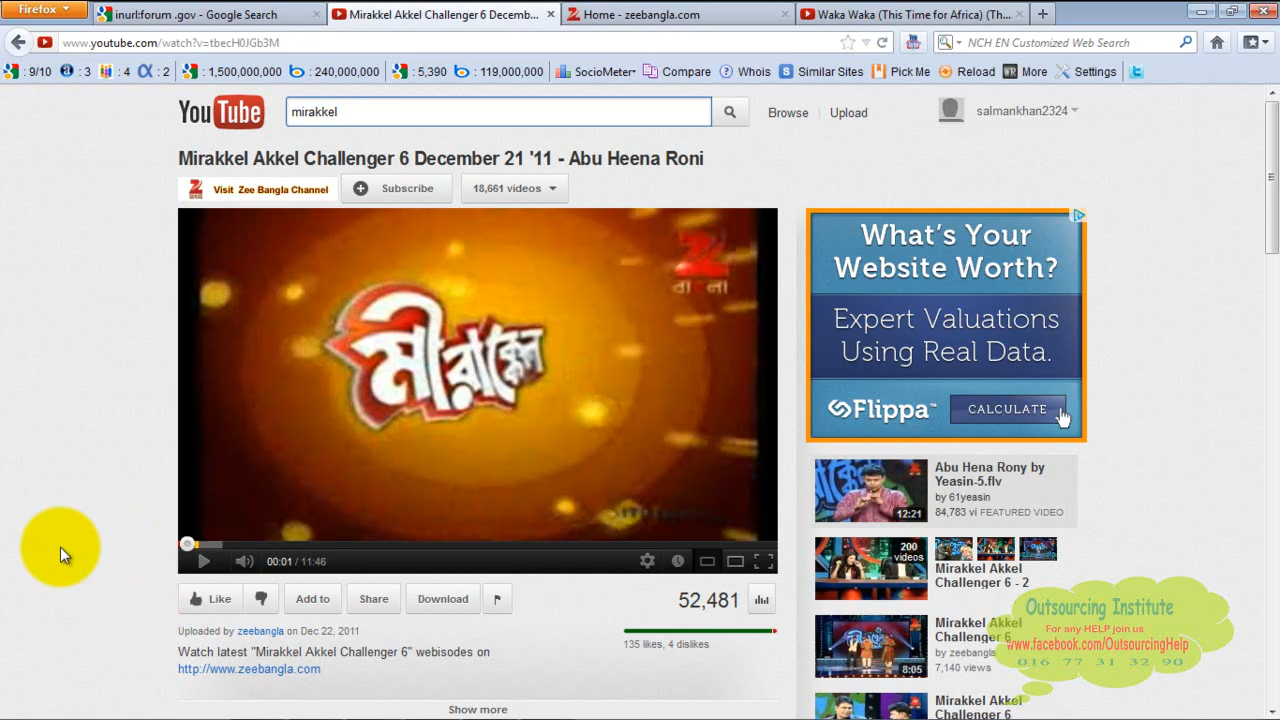 Firefox
inurl:forum .gov - Google Search
Mirakkel Akkel Challenger 6 Decemb...
Home - zeebangla.com
Waka Waka (This Time for Africa) (Th...
www.youtube.com/watch?v=tbecH0JGb3M
NCH EN Customized Web Search
: 9/10
: 3
: 4
: 2
: 1,500,000,000
: 240,000,000
: 5,390
: 119,000,000
SocioMeter
Compare
Whois
Similar Sites
Pick Me
Reload
More
Settings
YouTube
mirakkel
Browse
Upload
salmankhan2324
Mirakkel Akkel Challenger 6 December 21 '11 - Abu Heena Roni
Visit Zee Bangla Channel
Subscribe
18,661 videos
বাংলা
মীরাক্কেল
What's Your
Website Worth?
Expert Valuations
Using Real Data.
Flippa™
CALCULATE
00:01 / 11:46
Like
Add to
Share
Download
52,481
Uploaded by zeebangla on Dec 22, 2011
135 likes, 4 dislikes
Watch latest "Mirakkel Akkel Challenger 6" webisodes on
http://www.zeebangla.com
Show more
Abu Hena Rony by
Yeasin-5.flv
by 61yeasin
84,783 vi FEATURED VIDEO
12:21
200
videos
Mirakkel Akkel
Challenger 6 - 2
Mirakkel Akkel
Challenger 6
by zeebangla
7,140 views
8:05
Mirakkel Akkel
Challenger 6
Outsourcing Institute
For any HELP join us
www.facebook.com/OutsourcingHelp
016 77 31 32 90